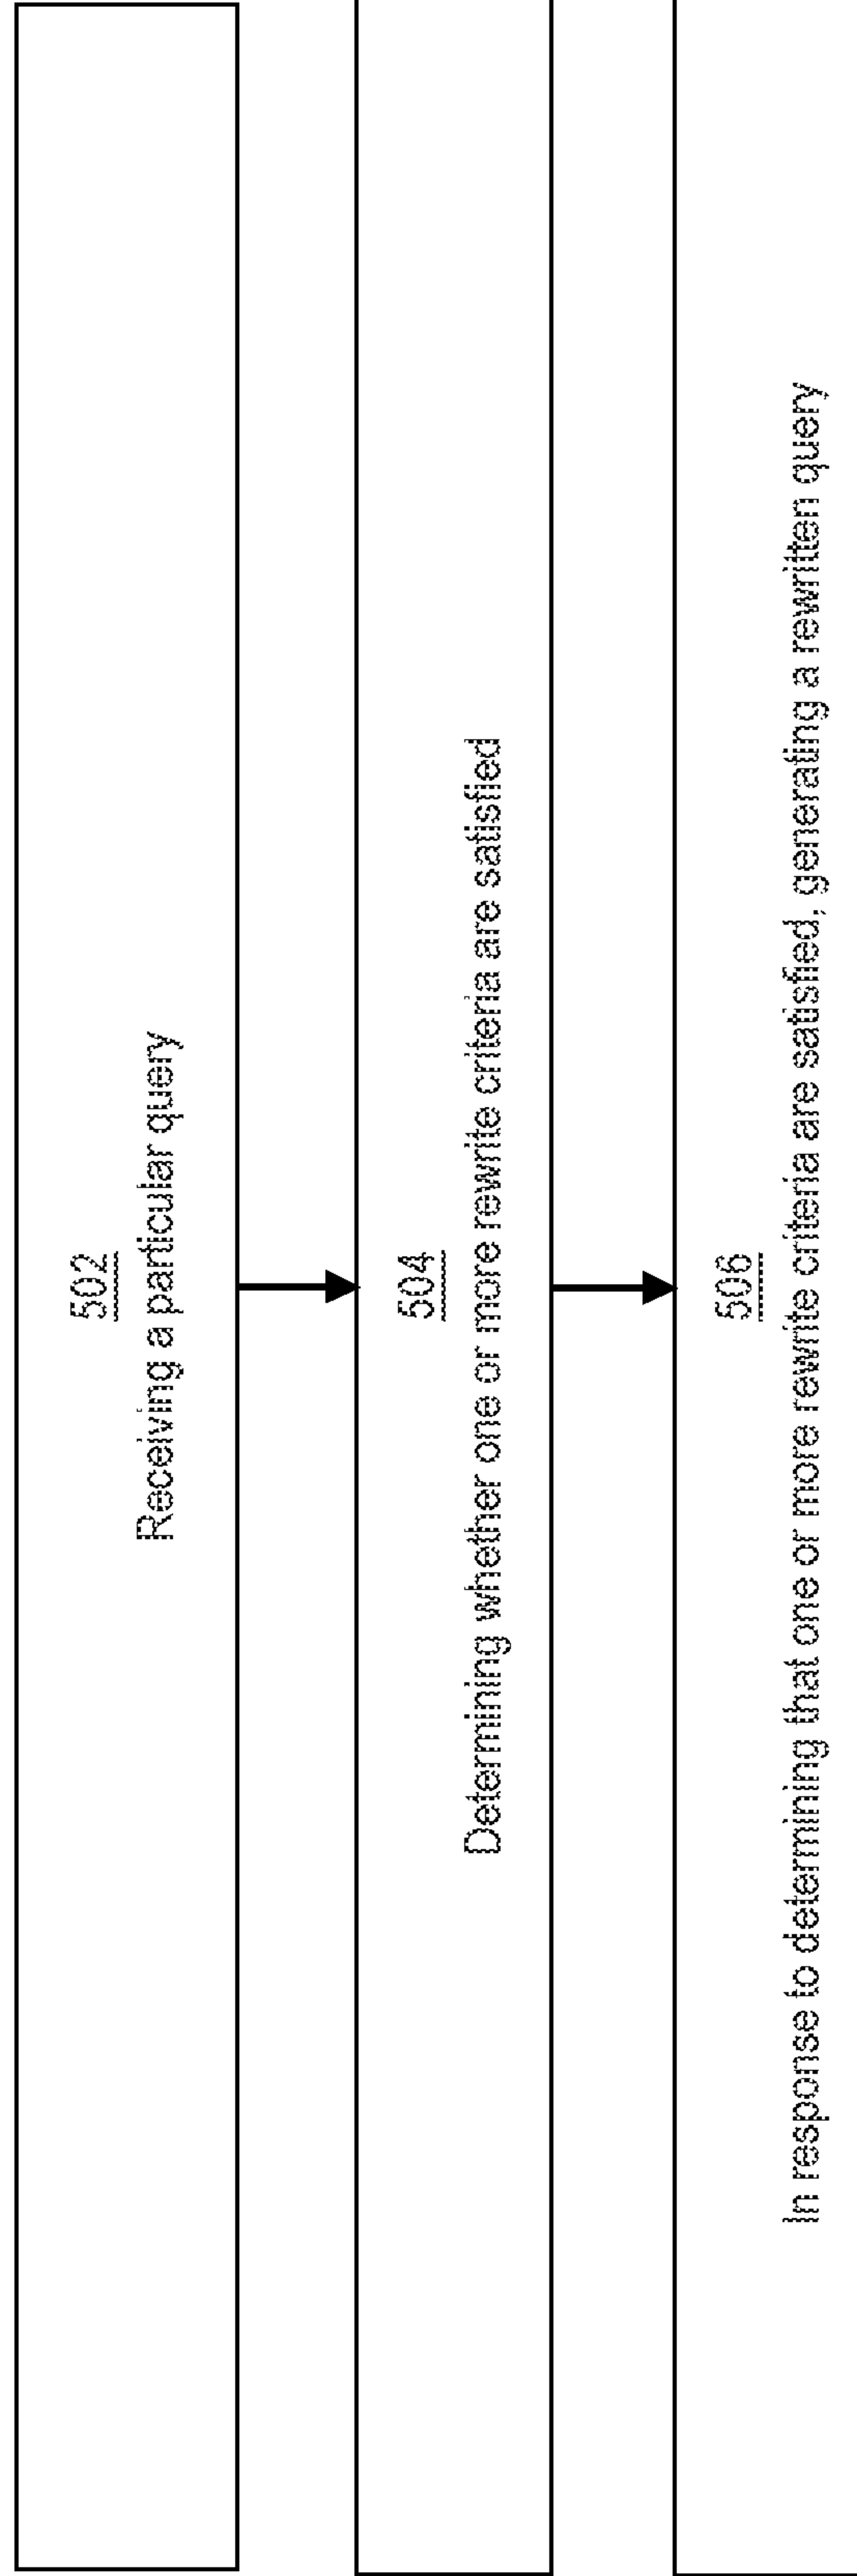 502
Receiving a particular query
504
Determining whether one or more rewrite criteria are satisfied
506
In response to determining that one or more rewrite criteria are satisfied, generating a rewritten query